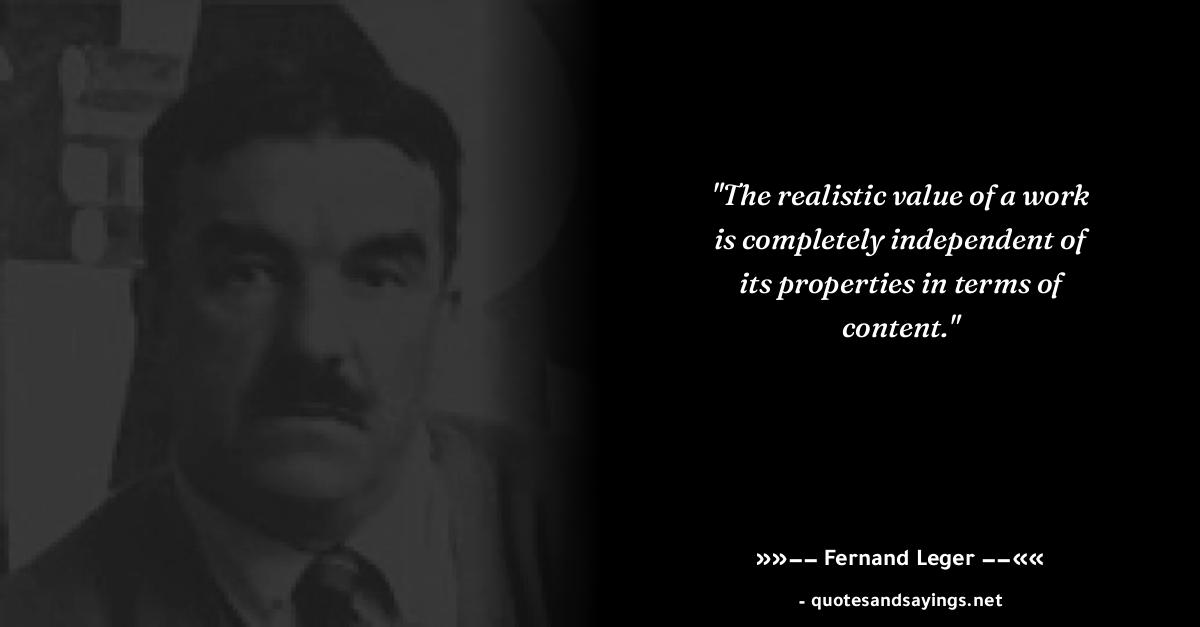 "The realistic value of a work
is completely independent of
its properties in terms of
content."
»»−− Fernand Leger −−««
- quotesandsayings.net